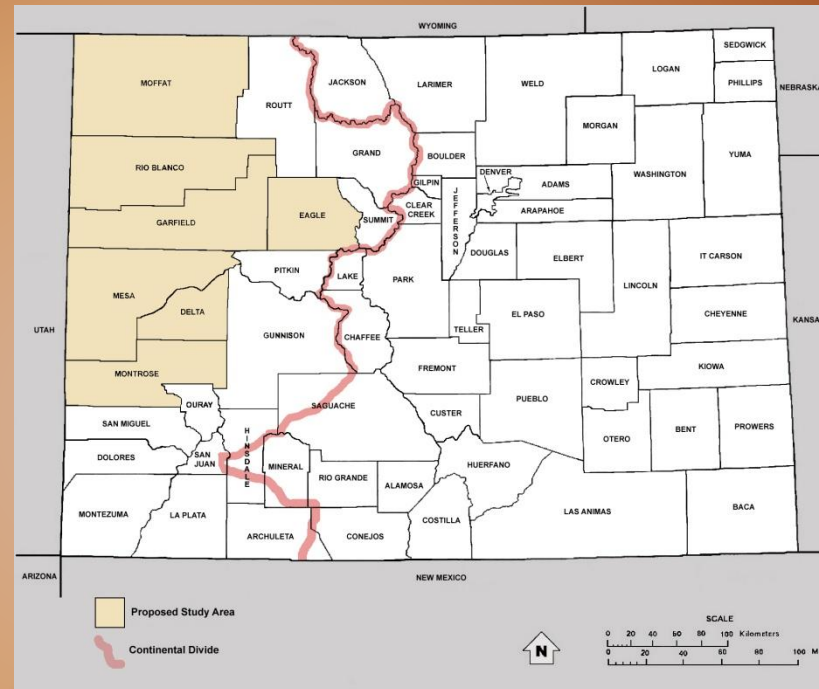 WYOMING
SEDGWICK
LOGAN
JACKSON
LARIMER
WELD
MOFFAT
PHILLIPS
NEBRASKA
ROUTT
MORGAN
GRAND
BOULDER
YUMA
RIO BLANCO
DENVER
WASHINGTON
GILPIN
ADAMS
CLEAR
CREEK
JEFFERSON
ARAPAHOE
EAGLE
SUMMIT
GARFIELD
DOUGLAS
ELBERT
IT CARSON
PITKIN
LAKE
PARK
LINCOLN
MESA
DELTA
EL PASO
CHEYENNE
UTAH
TELLER
KANSA
GUNNISON
CHAFFEE
KIOWA
MONTROSE
FREMONT
CROWLEY
PUEBLO
OURAY
SAGUACHE
CUSTER
SAN MIGUEL
OTERO
BENT
PROWERS
HINSDALE
DOLORES
SAN
JUAN
MINERAL
HUERFANO
RIO GRANDE
ALAMOSA
MONTEZUMA
LA PLATA
COSTILLA
LAS ANIMAS
BACA
ARCHULETA
CONEJOS
ARIZONA
NEW MEXICO
Proposed Study Area
Continental Divide
N
SCALE
0 20 40 60 80 100 Kilometers
0 20 40 60 80 100 M